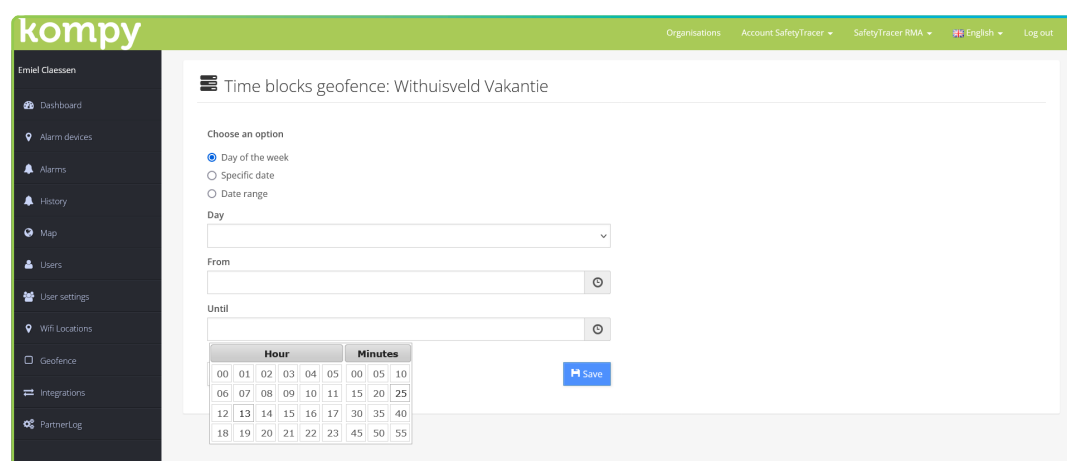 kompy
Organisations Account SafetyTracer SafetyTracer RMA English Log out
Emiel Claessen
Dashboard
Alarm devices
Alarms
History
Map
Users
User settings
Wifi Locations
Geofence
Integrations
PartnerLog
Time blocks geofence: Withuisveld Vakantie
Choose an option
Day of the week
Specific date
Date range
Day
From
Until
Hour Minutes
00 01 02 03 04 05 00 05 10
06 07 08 09 10 11 15 20 25
12 13 14 15 16 17 30 35 40
18 19 20 21 22 23 45 50 55
Save